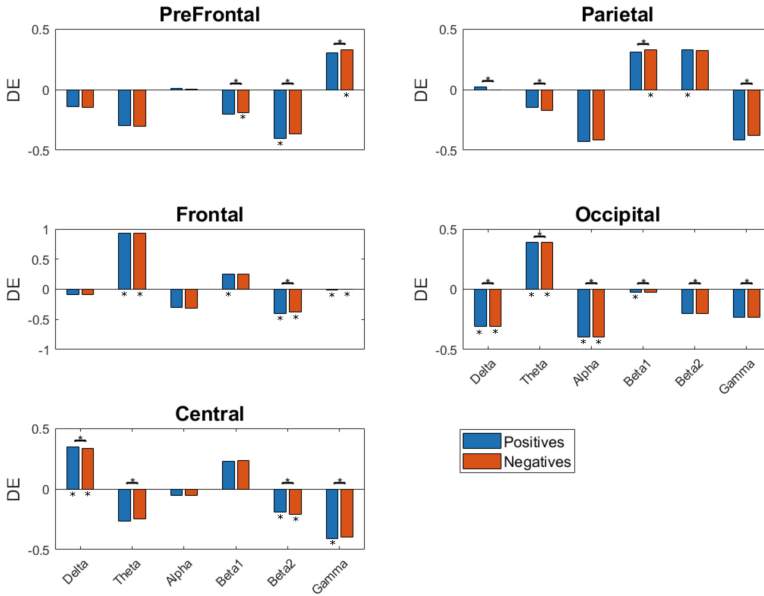 PreFrontal
0.5
DE
0
-0.5
*
*
*
*
*
*
Parietal
0.5
DE
0
-0.5
*
*
*
*
*
*
Frontal
1
0.5
DE
0
-0.5
-1
*
*
*
*
*
*
*
*
Occipital
0.5
DE
0
-0.5
*
*
*
*
*
*
*
*
*
*
*
*
*
Delta
Theta
Alpha
Beta1
Beta2
Gamma
Central
0.5
DE
0
-0.5
*
*
*
*
*
*
*
*
*
Delta
Theta
Alpha
Beta1
Beta2
Gamma
Positives
Negatives